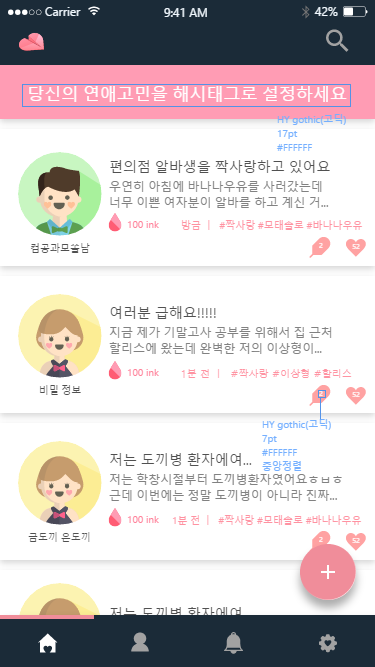 Carrier
9:41 AM
42%
당신의 연애고민을 해시태그로 설정하세요
HY gothic(고딕)
17pt
#FFFFFF
편의점 알바생을 짝사랑하고 있어요
우연히 아침에 바나나우유를 사러갔는데
너무 이쁜 여자분이 알바를 하고 계신 거...
100 ink 방금 | #짝사랑 #모태솔로 #바나나우유
컴공과모쏠남
2 52
여러분 급해요!!!!!
지금 제가 기말고사 공부를 위해서 집 근처
할리스에 왔는데 완벽한 저의 이상형이...
100 ink 1분 전 | #짝사랑 #이상형 #할리스
비밀 정보
52
HY gothic(고딕)
7pt
#FFFFFF
중앙정렬
저는 도끼병 환자에여...
저는 학창시절부터 도끼병환자였어요ㅎㅂㅎ
근데 이번에는 정말 도끼병이 아니라 진짜...
100 ink 1분 전 | #짝사랑 #모태솔로 #바나나우유
금도끼 은도끼
2 52
저는 도끼병 환자에여